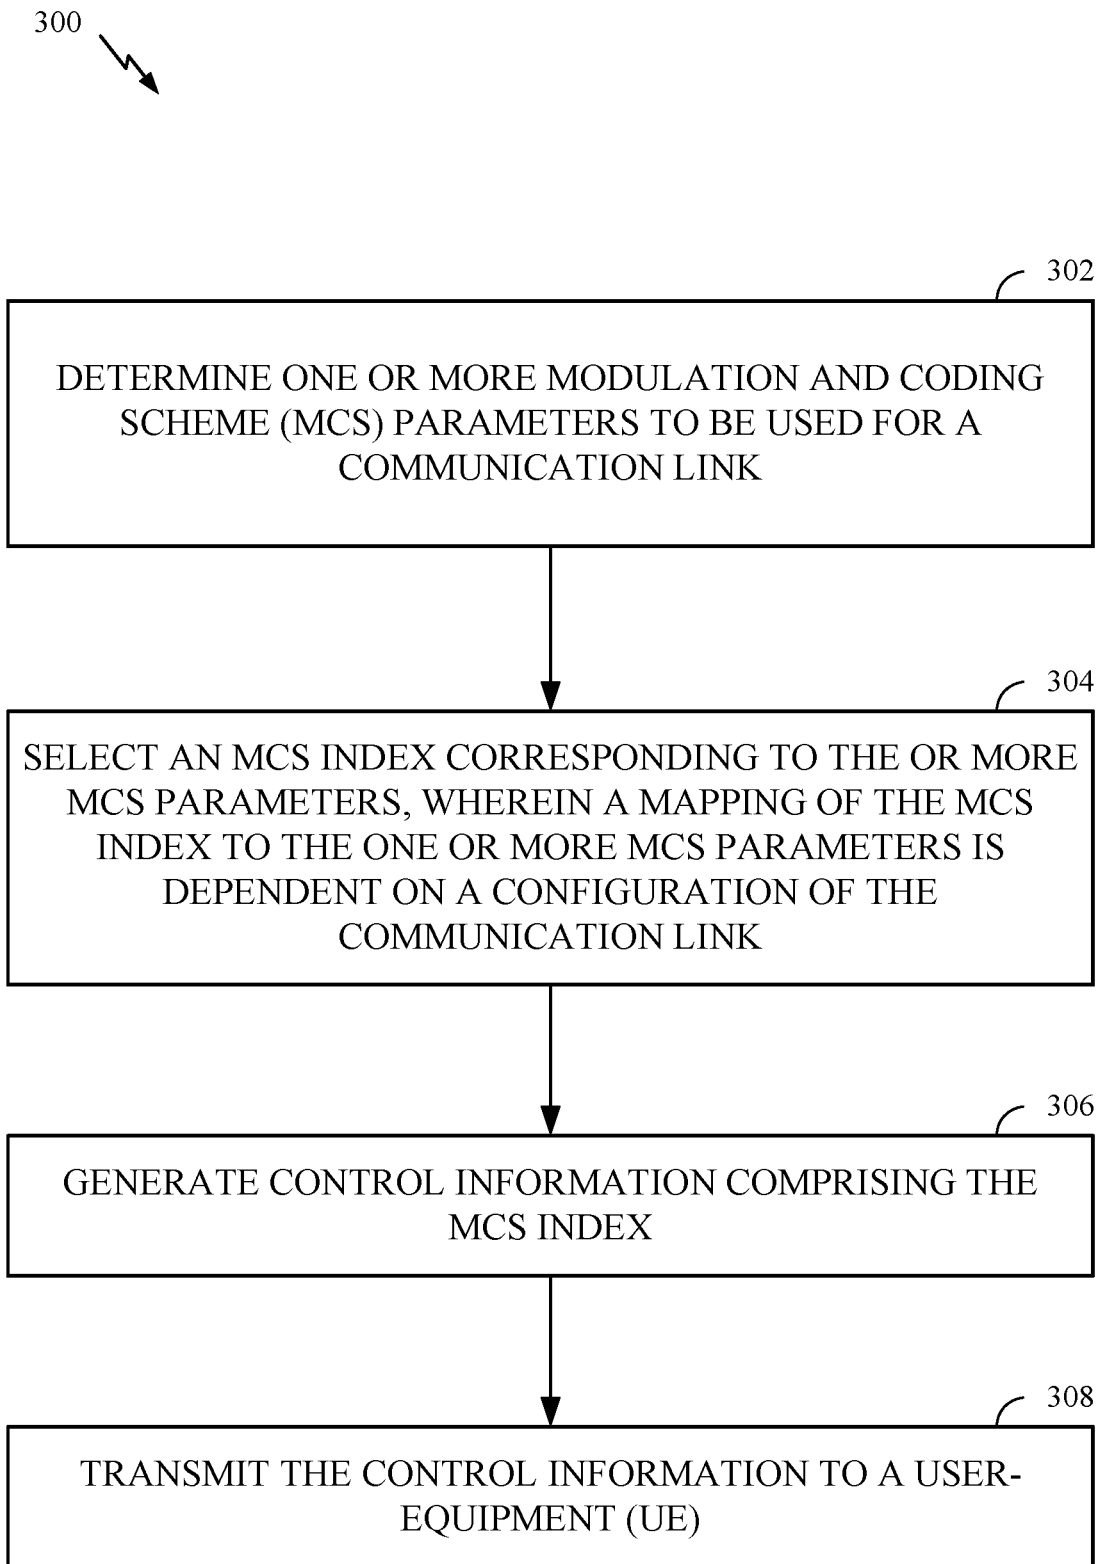 300
302
DETERMINE ONE OR MORE MODULATION AND CODING
SCHEME (MCS) PARAMETERS TO BE USED FOR A
COMMUNICATION LINK
304
SELECT AN MCS INDEX CORRESPONDING TO THE OR MORE
MCS PARAMETERS, WHEREIN A MAPPING OF THE MCS
INDEX TO THE ONE OR MORE MCS PARAMETERS IS
DEPENDENT ON A CONFIGURATION OF THE
COMMUNICATION LINK
306
GENERATE CONTROL INFORMATION COMPRISING THE
MCS INDEX
308
TRANSMIT THE CONTROL INFORMATION TO A USER-
EQUIPMENT (UE)